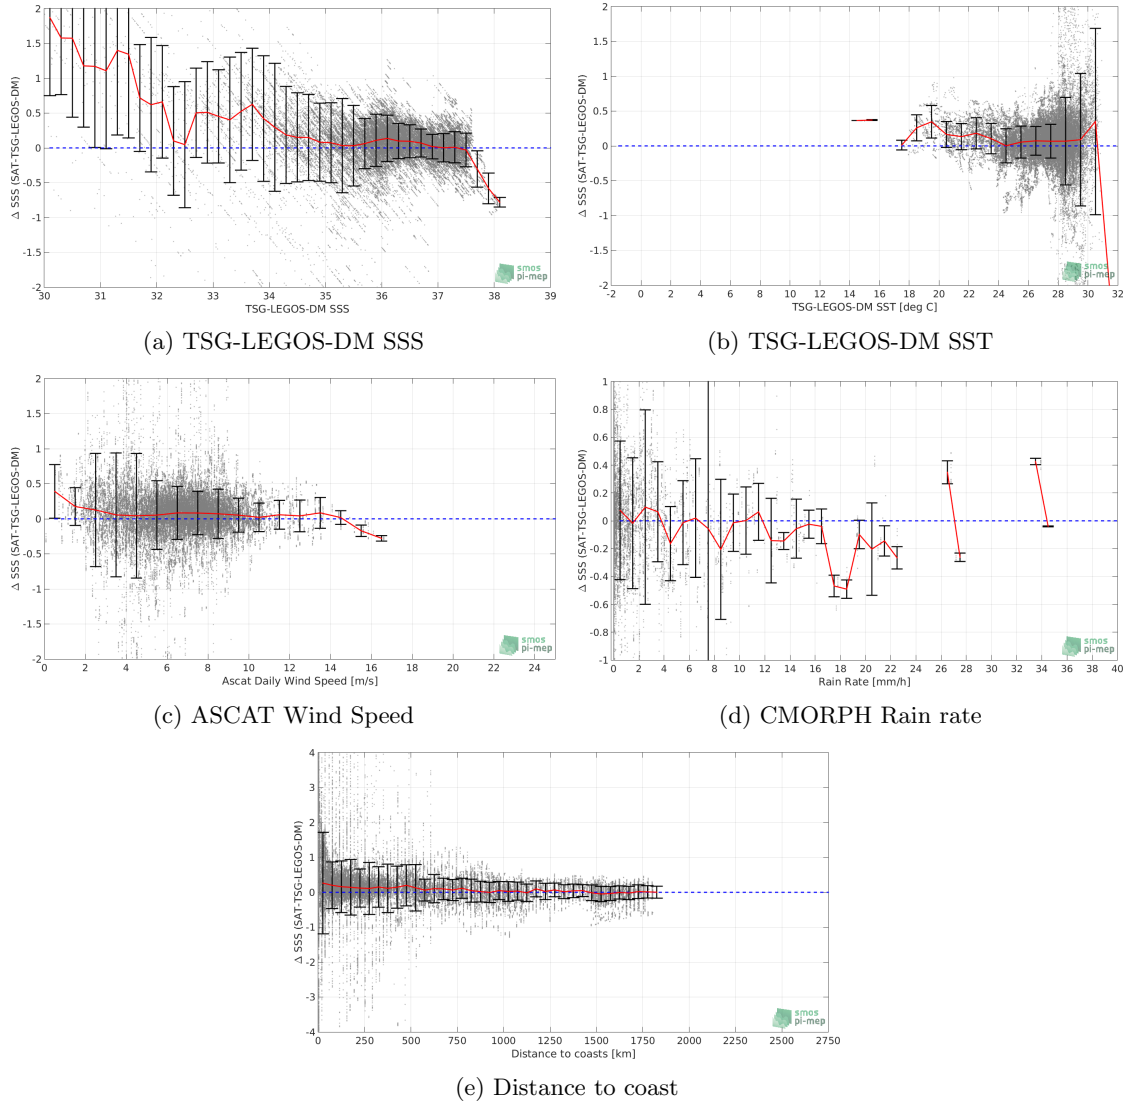 2
1.5
1
0.5
0
-0.5
-1
-1.5
-2
Δ SSS (SAT-TSG-LEGOS-DM)
30 31 32 33 34 35 36 37 38 39
TSG-LEGOS-DM SSS
smos
pi-mep
(a) TSG-LEGOS-DM SSS
2
1.5
1
0.5
0
-0.5
-1
-1.5
-2
Δ SSS (SAT-TSG-LEGOS-DM)
-2 0 2 4 6 8 10 12 14 16 18 20 22 24 26 28 30 32
TSG-LEGOS-DM SST [deg C]
smos
pi-mep
(b) TSG-LEGOS-DM SST
2
1.5
1
0.5
0
-0.5
-1
-1.5
-2
Δ SSS (SAT-TSG-LEGOS-DM)
0 2 4 6 8 10 12 14 16 18 20 22 24
Ascat Daily Wind Speed [m/s]
smos
pi-mep
(c) ASCAT Wind Speed
1
0.8
0.6
0.4
0.2
0
-0.2
-0.4
-0.6
-0.8
-1
Δ SSS (SAT-TSG-LEGOS-DM)
0 2 4 6 8 10 12 14 16 18 20 22 24 26 28 30 32 34 36 38 40
Rain Rate [mm/h]
smos
pi-mep
(d) CMORPH Rain rate
4
3
2
1
0
-1
-2
-3
-4
Δ SSS (SAT-TSG-LEGOS-DM)
0 250 500 750 1000 1250 1500 1750 2000 2250 2500 2750
Distance to coasts [km]
smos
pi-mep
(e) Distance to coast